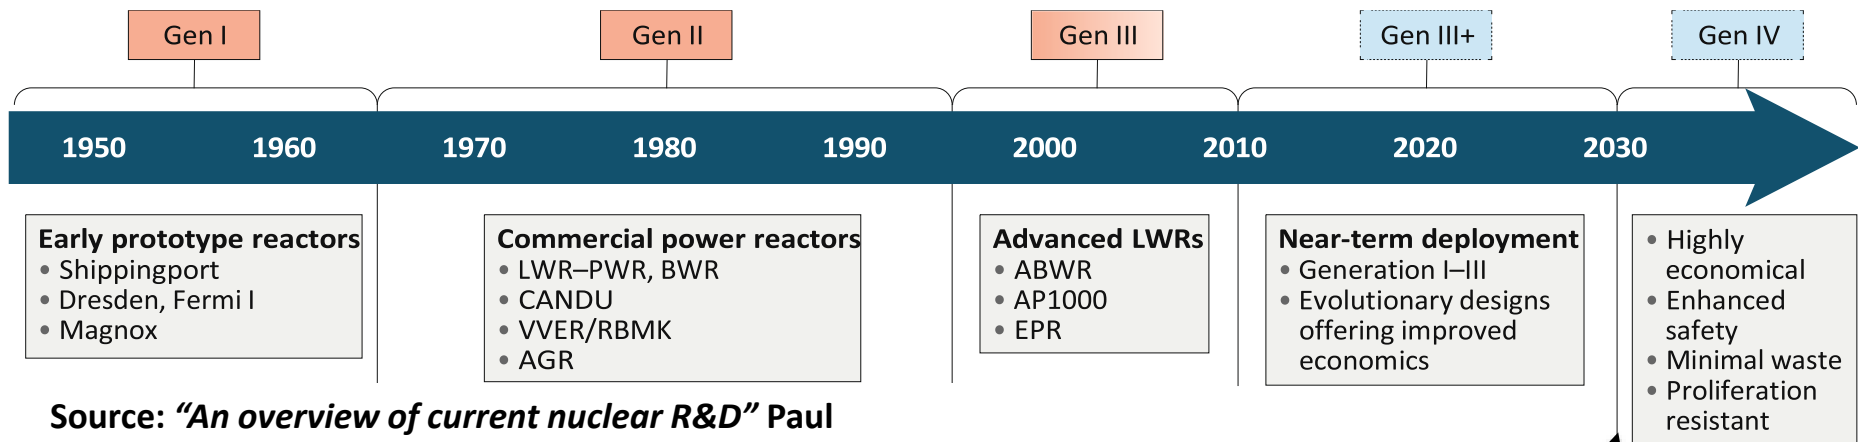 Gen I
Gen II
Gen III
Gen III+
Gen IV
1950 1960 1970 1980 1990 2000 2010 2020 2030
Early prototype reactors
• Shippingport
• Dresden, Fermi I
• Magnox
Commercial power reactors
• LWR–PWR, BWR
• CANDU
• VVER/RBMK
• AGR
Advanced LWRs
• ABWR
• AP1000
• EPR
Near-term deployment
• Generation I–III
• Evolutionary designs
offering improved
economics
• Highly
economical
• Enhanced
safety
• Minimal waste
• Proliferation
resistant
Source: “An overview of current nuclear R&D” Paul